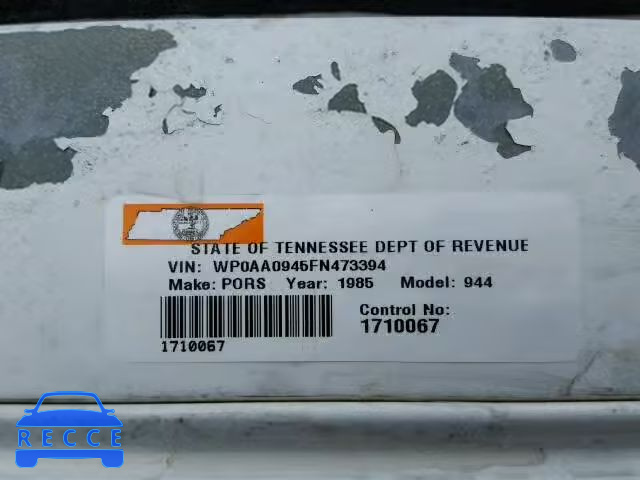 STATE OF TENNESSEE DEPT OF REVENUE
VIN: WP0AA0945FN473394
Make: PORS Year: 1985 Model: 944
Control No:
1710067
1710067
RECCE